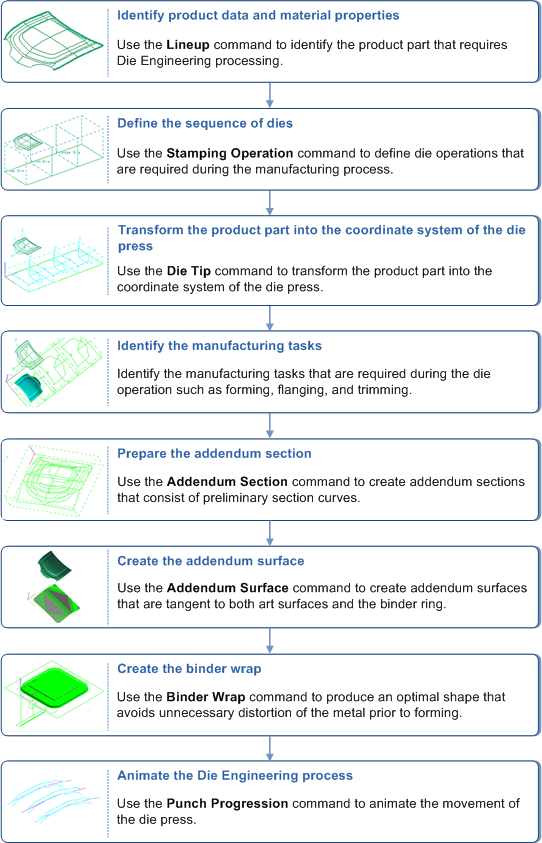 Identify product data and material properties
Use the Lineup command to identify the product part that requires
Die Engineering processing.
Define the sequence of dies
Use the Stamping Operation command to define die operations that
are required during the manufacturing process.
Transform the product part into the coordinate system of the die
press
Use the Die Tip command to transform the product part into the
coordinate system of the die press.
Identify the manufacturing tasks
Identify the manufacturing tasks that are required during the die
operation such as forming, flanging, and trimming.
Prepare the addendum section
Use the Addendum Section command to create addendum sections
that consist of preliminary section curves.
Create the addendum surface
Use the Addendum Surface command to create addendum surfaces
that are tangent to both art surfaces and the binder ring.
Create the binder wrap
Use the Binder Wrap command to produce an optimal shape that
avoids unnecessary distortion of the metal prior to forming.
Animate the Die Engineering process
Use the Punch Progression command to animate the movement of
the die press.